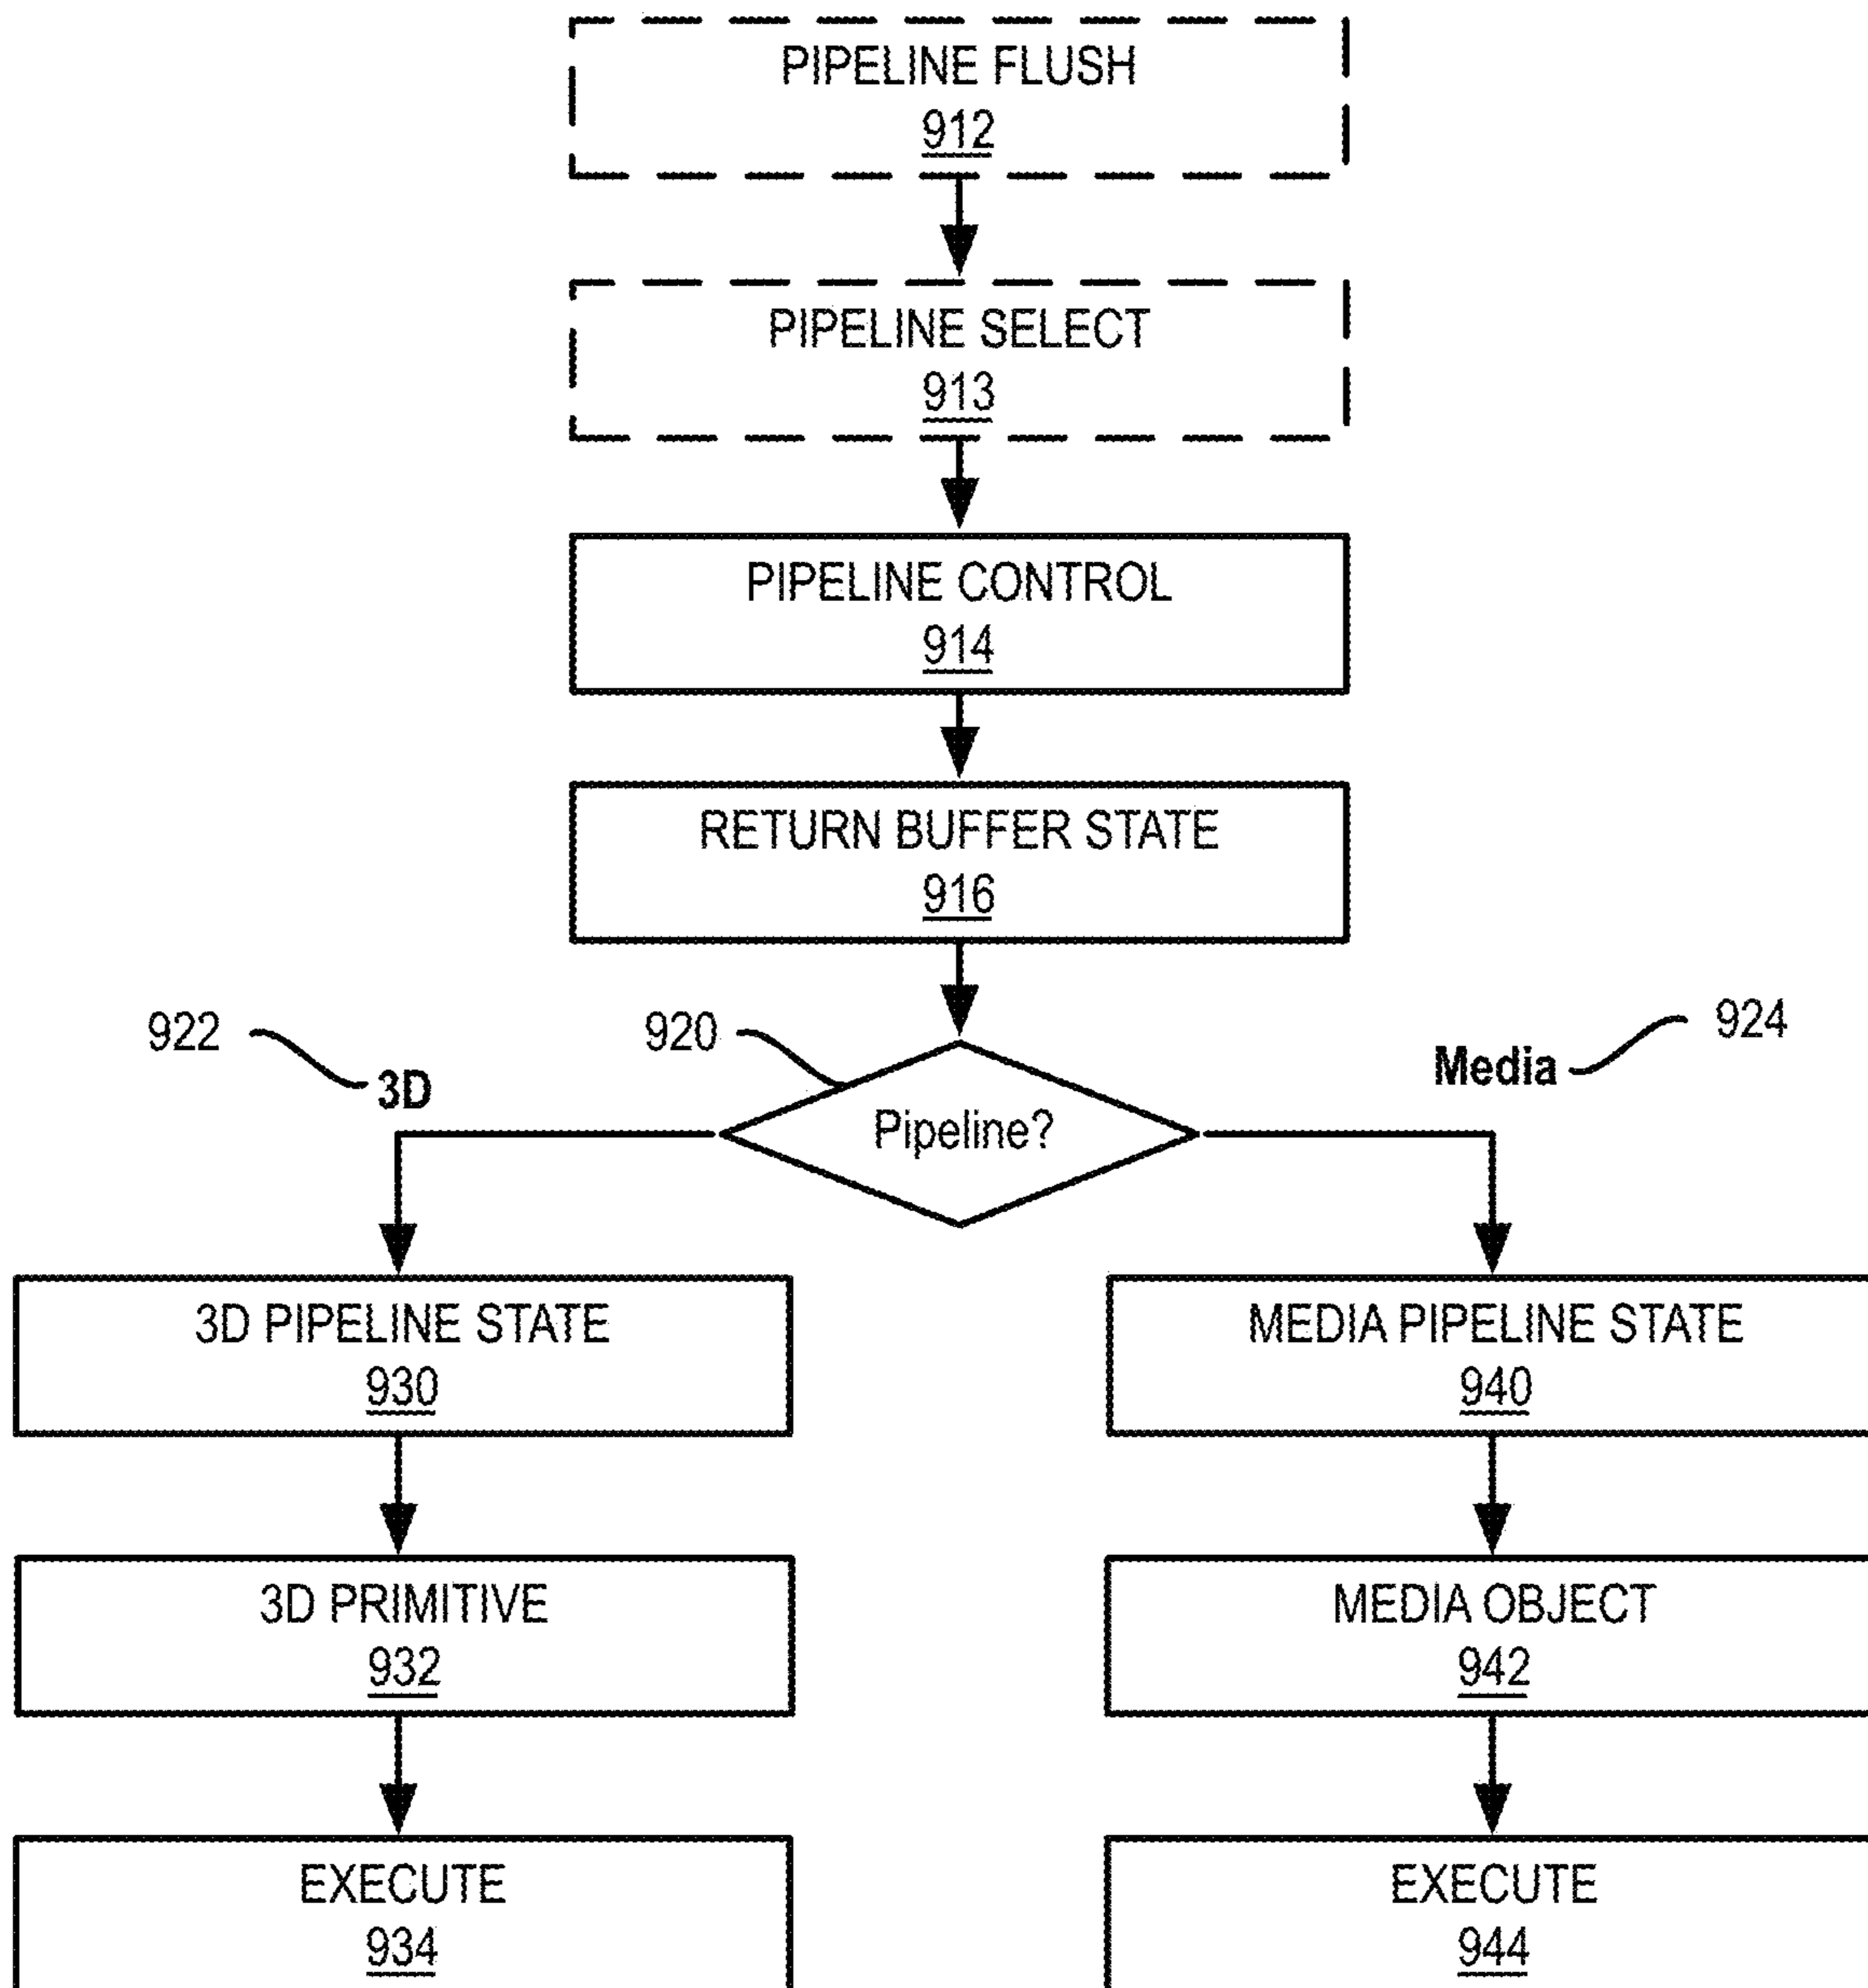 PIPELINE FLUSH
912
PIPELINE SELECT
913
PIPELINE CONTROL
914
RETURN BUFFER STATE
916
922
3D
920
Pipeline?
Media
924
3D PIPELINE STATE
930
MEDIA PIPELINE STATE
940
3D PRIMITIVE
932
MEDIA OBJECT
942
EXECUTE
934
EXECUTE
944